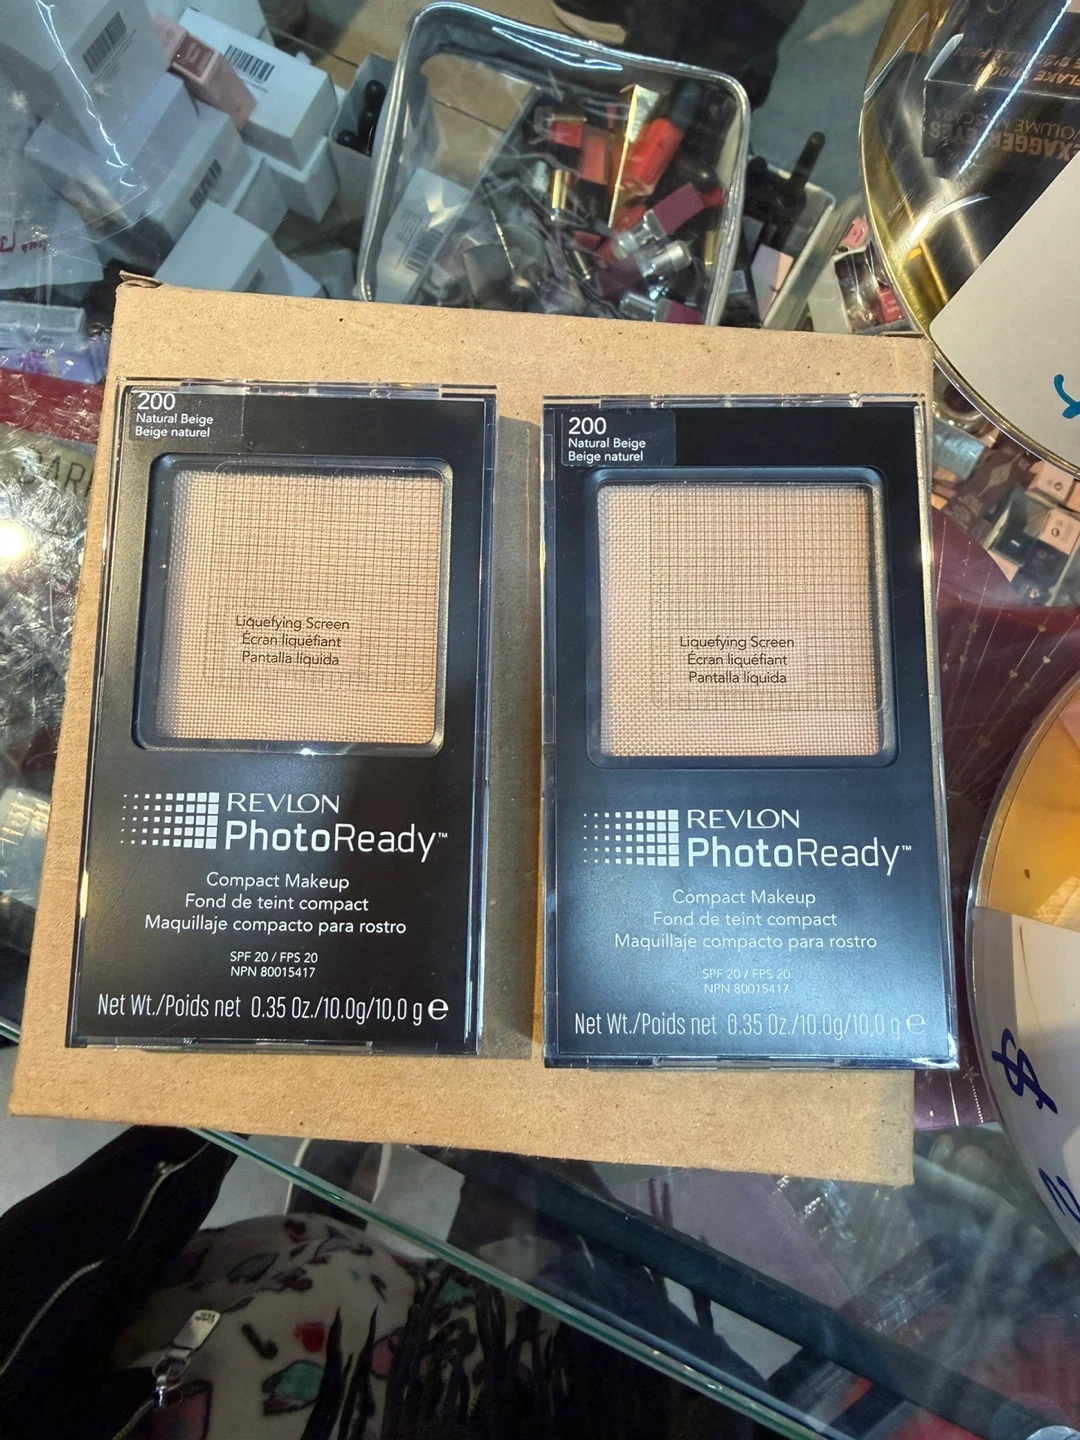 200
Natural Beige
Beige naturel
Liquefying Screen
Écran liquéfiant
Pantalla líquida
REVLON
PhotoReady™
Compact Makeup
Fond de teint compact
Maquillaje compacto para rostro
SPF 20 / FPS 20
NPN 80015417
Net Wt./Poids net 0.35 Oz./10.0g/10,0 g e
200
Natural Beige
Beige naturel
Liquefying Screen
Écran liquéfiant
Pantalla líquida
REVLON
PhotoReady™
Compact Makeup
Fond de teint compact
Maquillaje compacto para rostro
SPF 20 / FPS 20
NPN 80015417
Net Wt./Poids net 0.35 Oz./10.0g/10,0 g e
EXAGGER EYES
VOLUME MASCARA
$